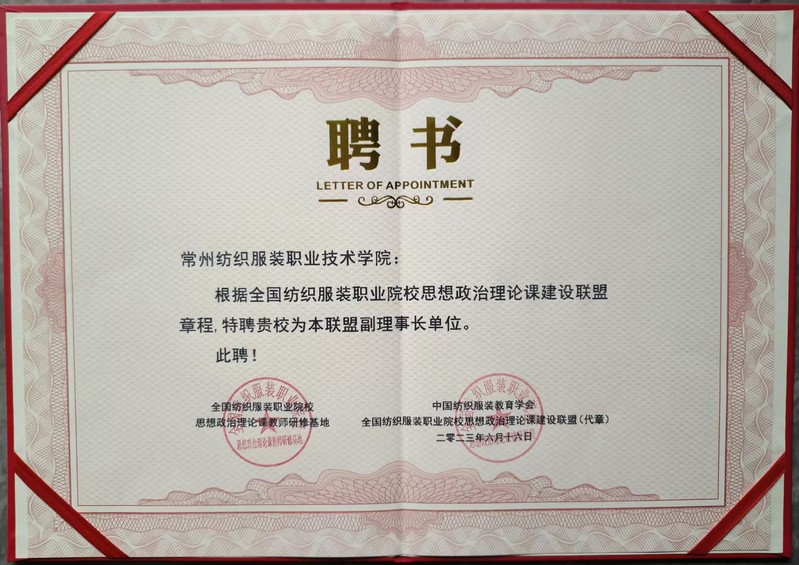 聘书
LETTER OF APPOINTMENT
常州纺织服装职业技术学院：
根据全国纺织服装职业院校思想政治理论课建设联盟
章程，特聘贵校为本联盟副理事长单位。
此聘！
全国纺织服装职业院校
思想政治理论课教师研修基地
中国纺织服装教育学会
全国纺织服装职业院校思想政治理论课建设联盟（代章）
二零二三年六月十六日